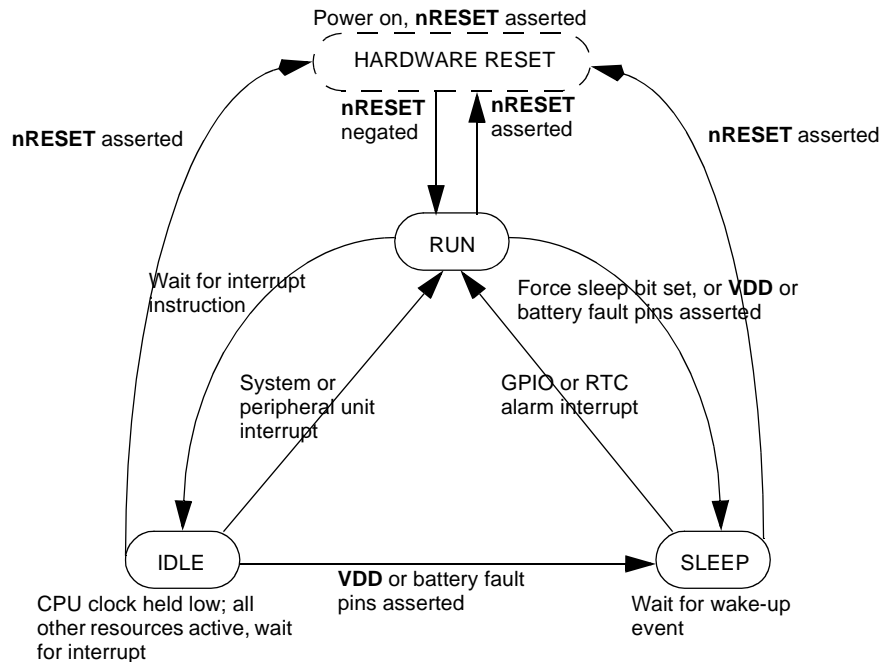 Power on, nRESET asserted
HARDWARE RESET
nRESET
negated
nRESET
asserted
nRESET asserted
nRESET asserted
RUN
Wait for interrupt
instruction
Force sleep bit set, or VDD or
battery fault pins asserted
System or
peripheral unit
interrupt
GPIO or RTC
alarm interrupt
IDLE
SLEEP
VDD or battery fault
pins asserted
CPU clock held low; all
other resources active, wait
for interrupt
Wait for wake-up
event